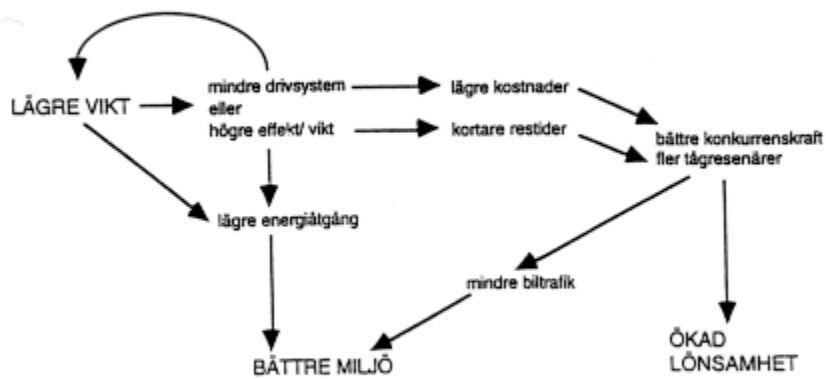 mindre drivsystem
eller
högre effekt/ vikt
LÄGRE VIKT
lägre kostnader
kortare restider
bättre konkurrenskraft
fler tågresenärer
lägre energiåtgång
mindre biltrafik
BÄTTRE MILJÖ
ÖKAD
LÖNSAMHET